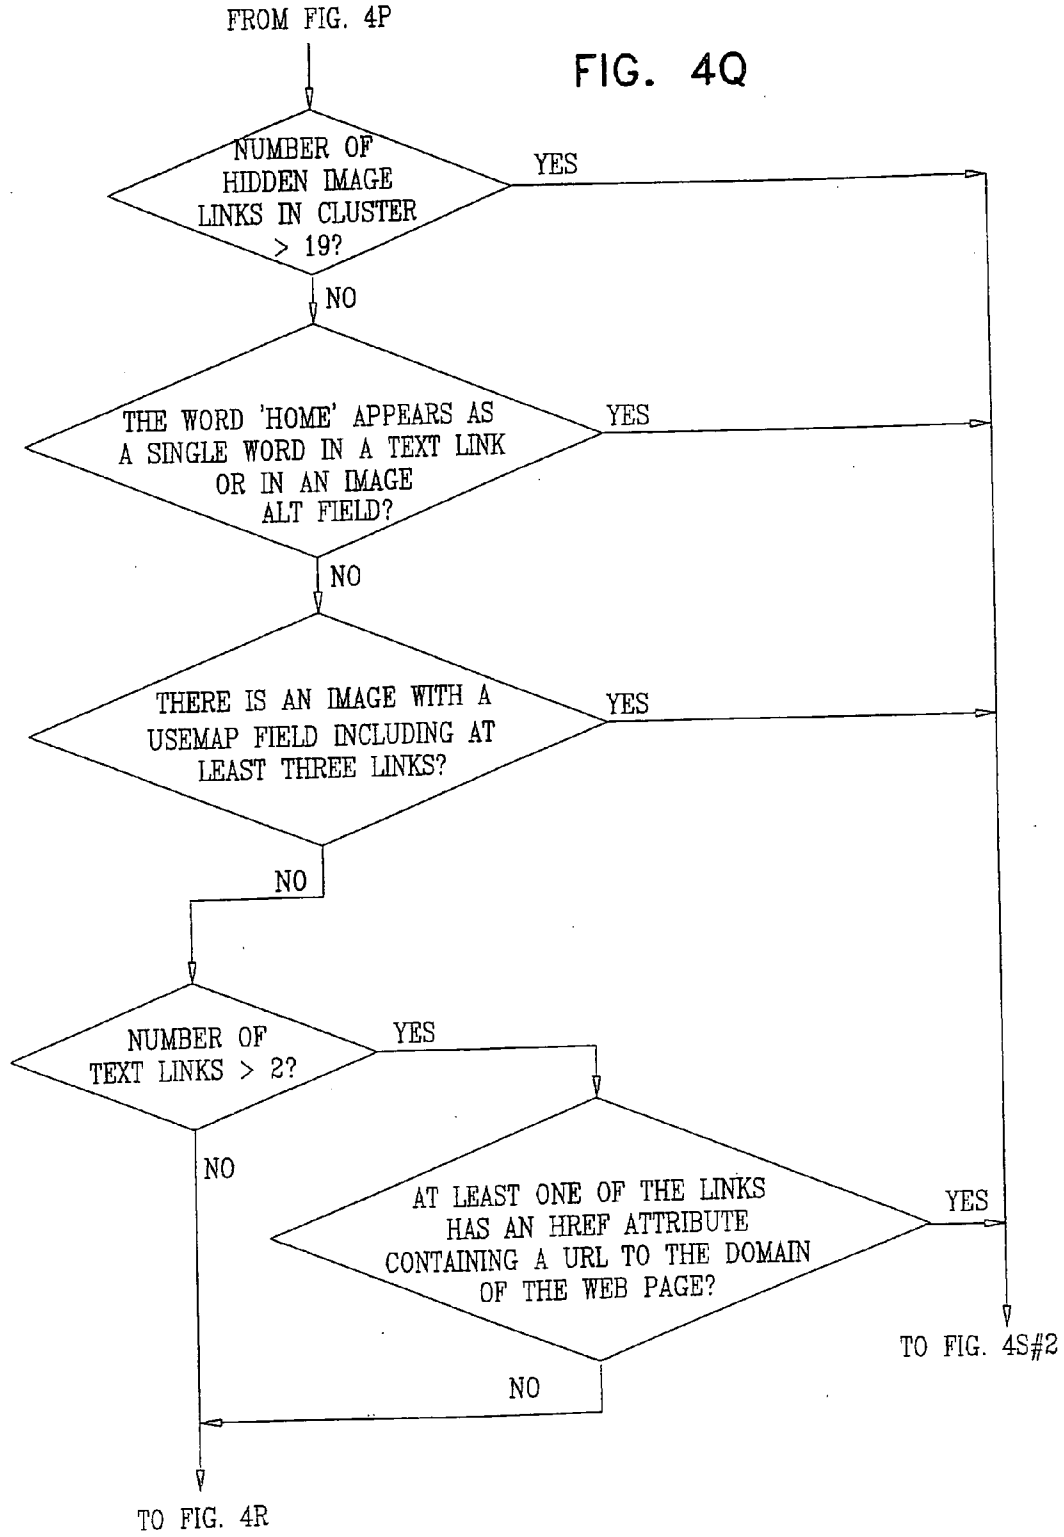 FROM FIG. 4P
FIG. 4Q
NUMBER OF
HIDDEN IMAGE
LINKS IN CLUSTER
> 19?
YES
NO
THE WORD 'HOME' APPEARS AS
A SINGLE WORD IN A TEXT LINK
OR IN AN IMAGE
ALT FIELD?
YES
NO
THERE IS AN IMAGE WITH A
USEMAP FIELD INCLUDING AT
LEAST THREE LINKS?
YES
NO
NUMBER OF
TEXT LINKS > 2?
YES
NO
AT LEAST ONE OF THE LINKS
HAS AN HREF ATTRIBUTE
CONTAINING A URL TO THE DOMAIN
OF THE WEB PAGE?
YES
NO
TO FIG. 4S#2
TO FIG. 4R